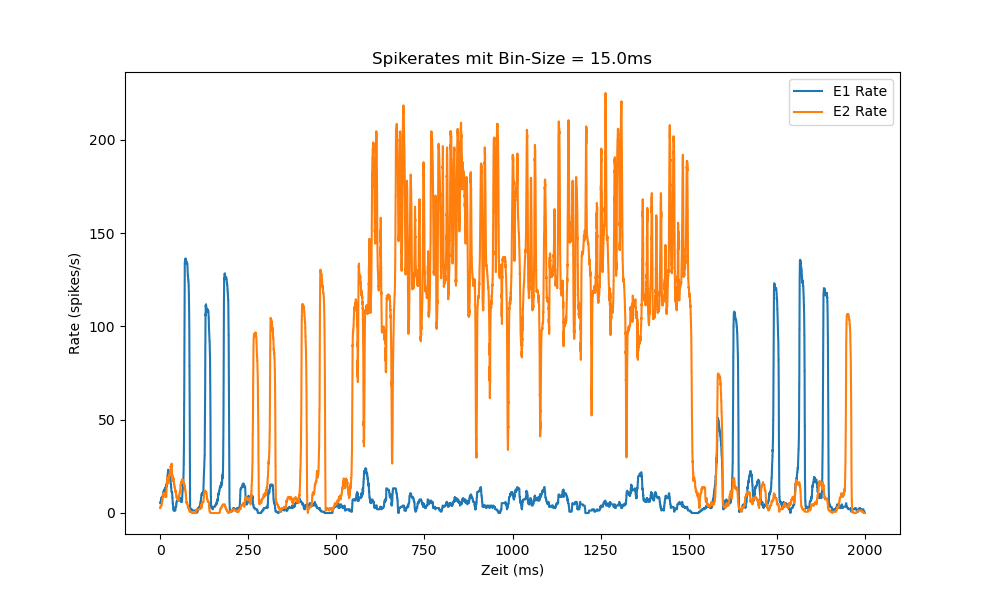 Spikerates mit Bin-Size = 15.0ms
E1 Rate
E2 Rate
Rate (spikes/s)
200
150
100
50
0
0 250 500 750 1000 1250 1500 1750 2000
Zeit (ms)